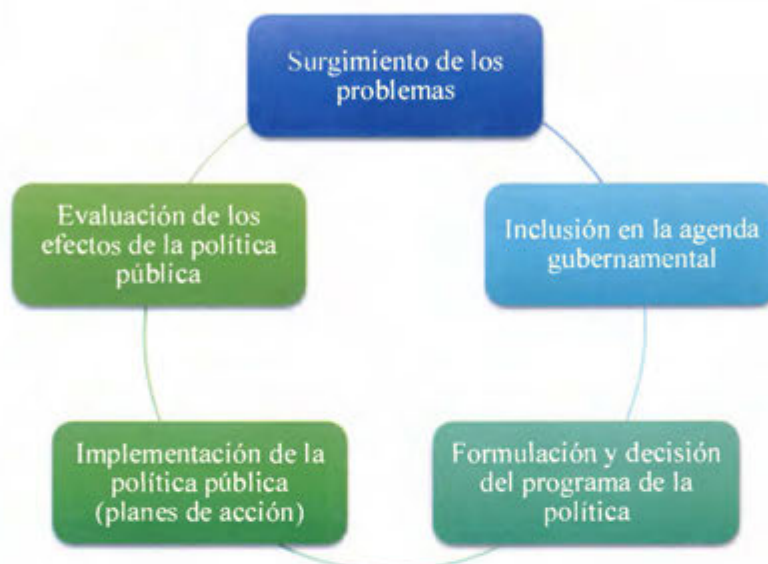 Surgimiento de los
problemas
Inclusión en la agenda
gubernamental
Formulación y decisión
del programa de la
política
Implementación de la
política pública
(planes de acción)
Evaluación de los
efectos de la política
pública